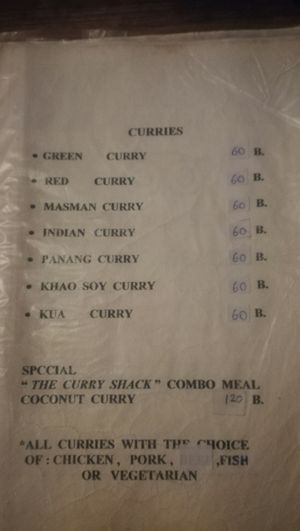 CURRIES
• GREEN CURRY 60 B.
• RED CURRY 60 B.
• MASMAN CURRY 60 B.
• INDIAN CURRY 60 B.
• PANANG CURRY 60 B.
• KHAO SOY CURRY 60 B.
• KUA CURRY 60 B.
SPCCIAL
" THE CURRY SHACK" COMBO MEAL
COCONUT CURRY 120 B.
*ALL CURRIES WITH THE CHOICE
OF : CHICKEN , PORK , ,FISH
OR VEGETARIAN